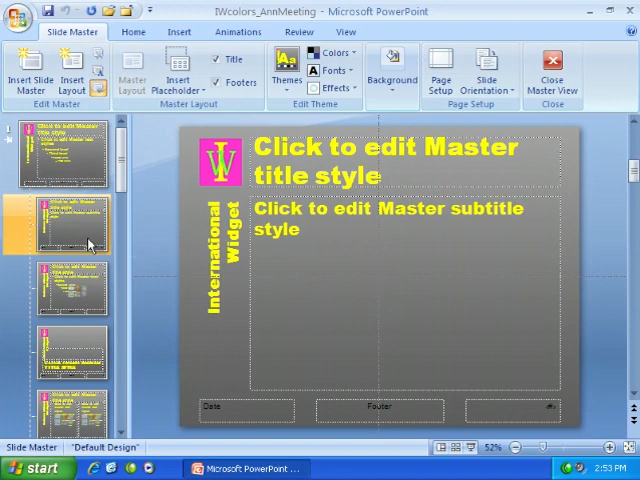 IWcolors_AnnMeeting - Microsoft PowerPoint
Slide Master Home Insert Animations Review View
Insert Slide Master
Insert Layout
Edit Master
Master Layout
Insert Placeholder
Title
Footers
Master Layout
Themes
Colors
Fonts
Effects
Edit Theme
Background
Page Setup
Slide Orientation
Page Setup
Close Master View
Close
IW
Click to edit Master
title style
International
Widget
Click to edit Master subtitle
style
Date
Footer
Slide Master "Default Design"
52%
start
Microsoft PowerPoint ...
2:53 PM